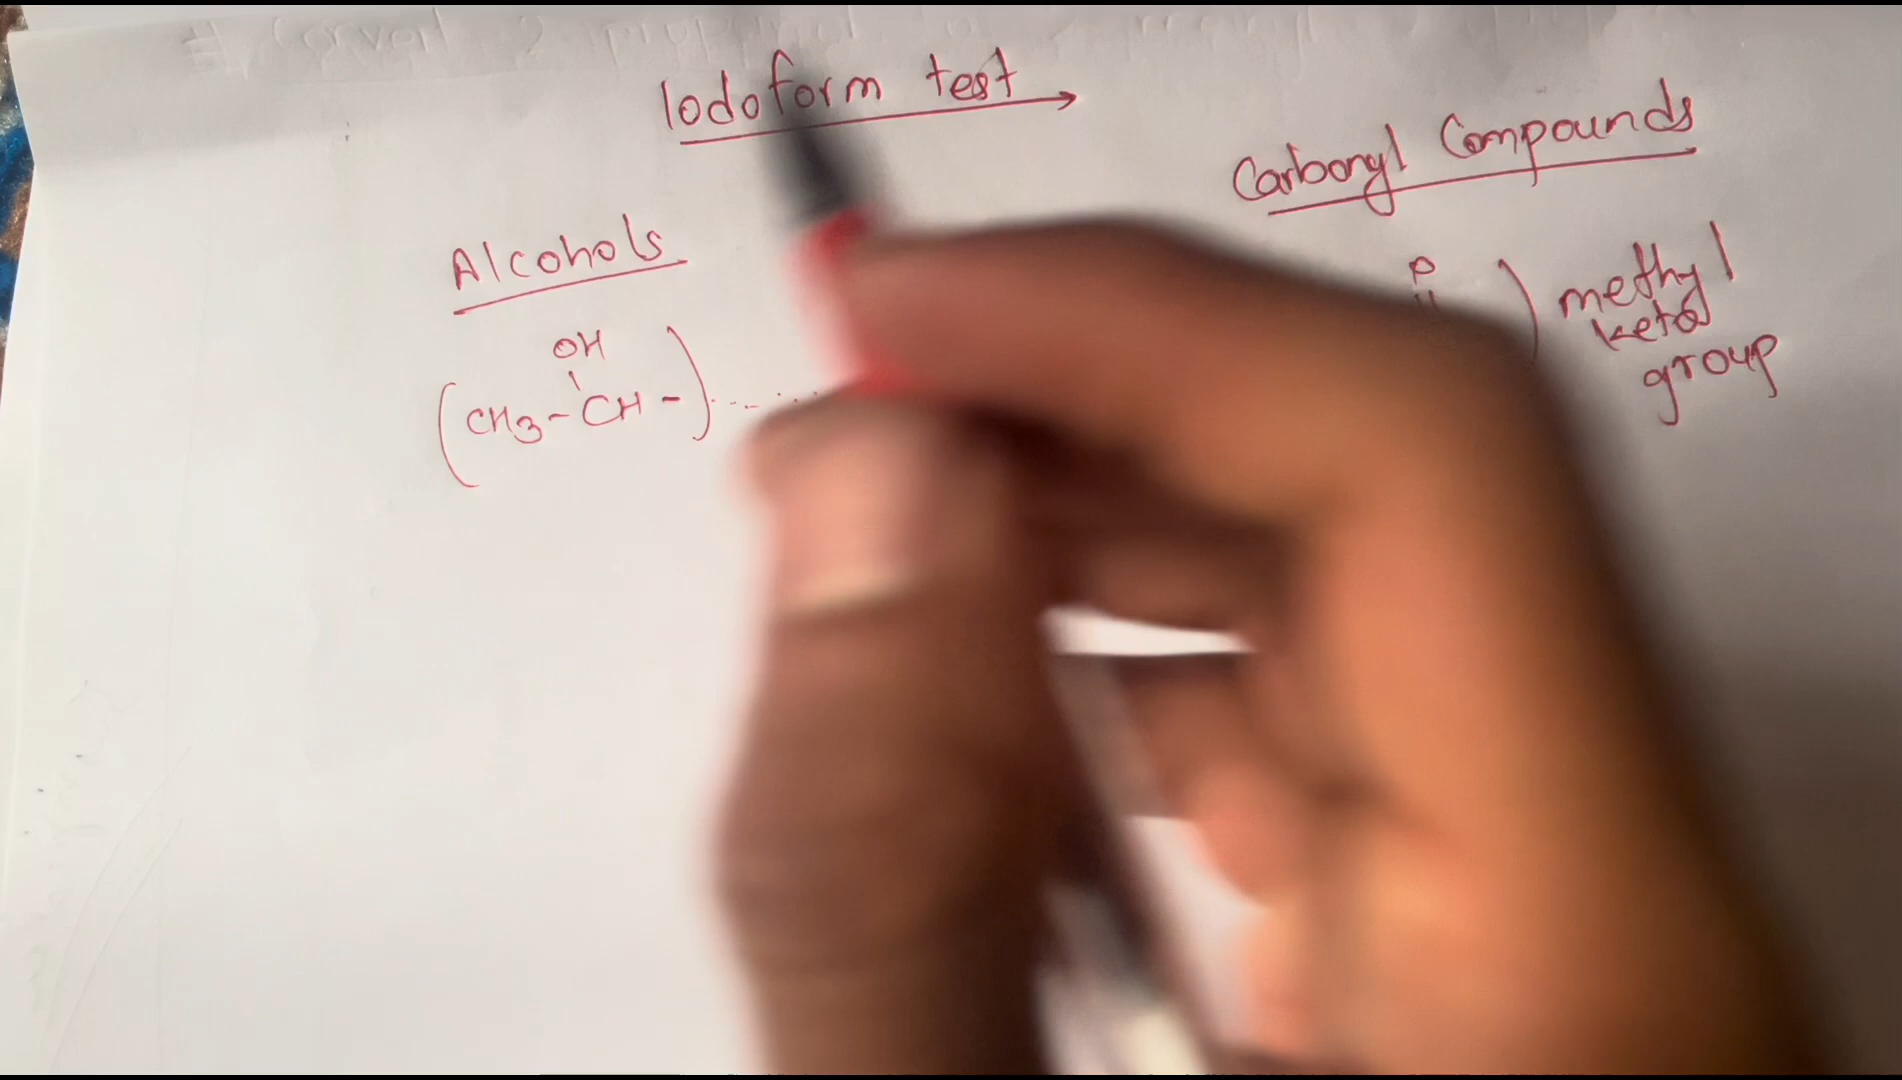 Iodoform test
Carbonyl Compounds
Alcohols
OH
(CH3-CH-)
methyl
keto
group